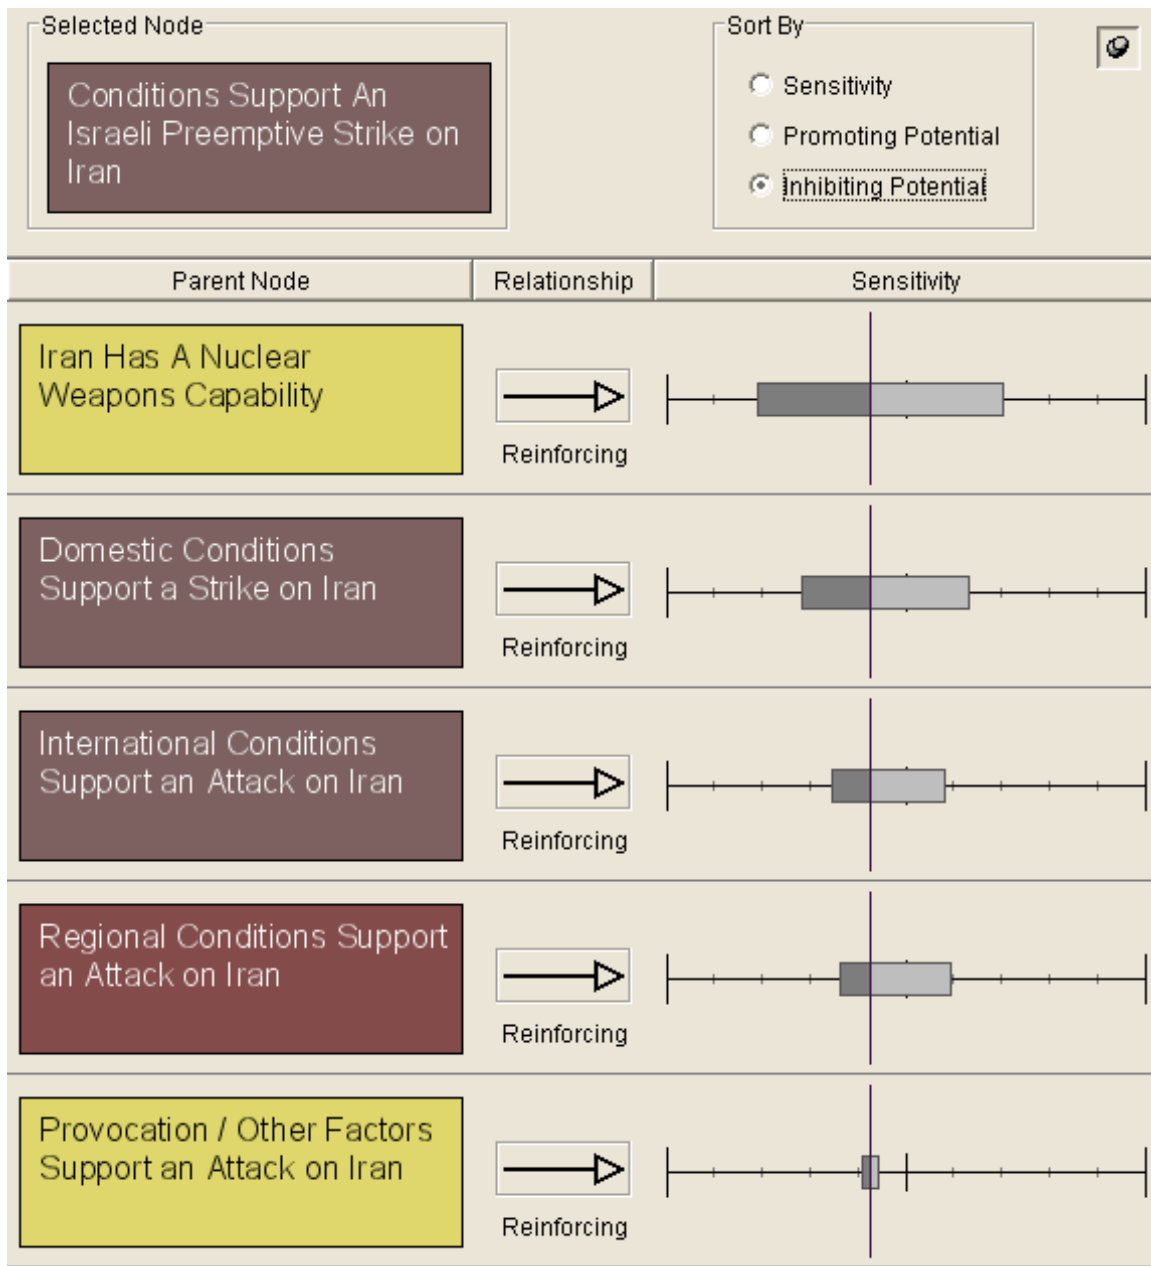 Selected Node
Sort By
Conditions Support An
Israeli Preemptive Strike on
Iran
Sensitivity
Promoting Potential
Inhibiting Potential
Parent Node
Relationship
Sensitivity
Iran Has A Nuclear
Weapons Capability
Reinforcing
Domestic Conditions
Support a Strike on Iran
Reinforcing
International Conditions
Support an Attack on Iran
Reinforcing
Regional Conditions Support
an Attack on Iran
Reinforcing
Provocation / Other Factors
Support an Attack on Iran
Reinforcing